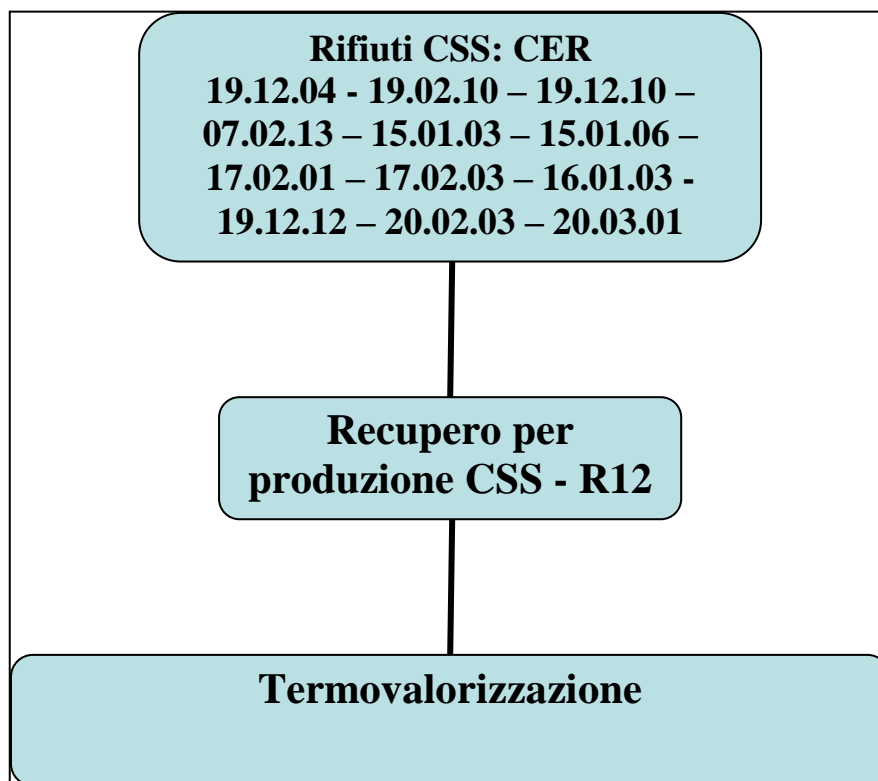 Rifiuti CSS: CER
19.12.04 - 19.02.10 – 19.12.10 –
07.02.13 – 15.01.03 – 15.01.06 –
17.02.01 – 17.02.03 – 16.01.03 -
19.12.12 – 20.02.03 – 20.03.01
Recupero per
produzione CSS - R12
Termovalorizzazione